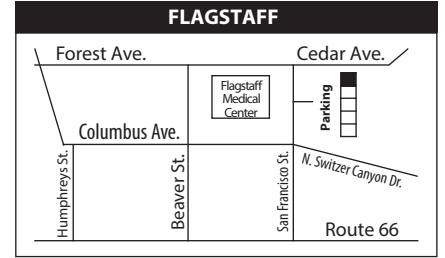 FLAGSTAFF
Forest Ave.
Cedar Ave.
Flagstaff
Medical
Center
Parking
Columbus Ave.
Humphreys St.
Beaver St.
San Francisco St.
N. Switzer Canyon Dr.
Route 66